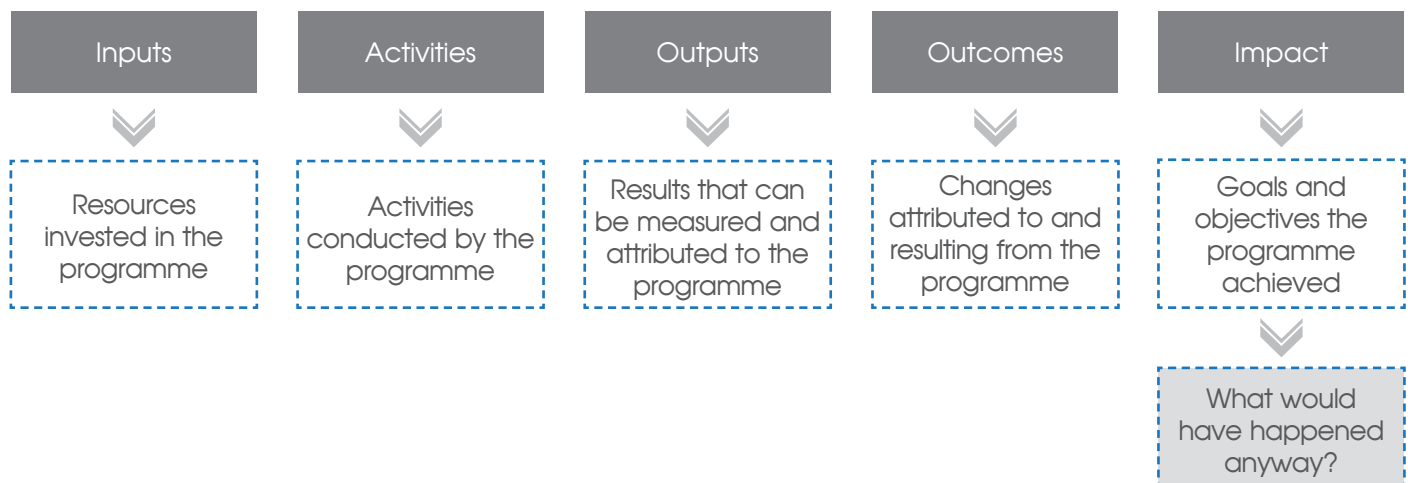 Inputs
Activities
Outputs
Outcomes
Impact
Resources
invested in the
programme
Activities
conducted by the
programme
Results that can
be measured and
attributed to the
programme
Changes
attributed to and
resulting from the
programme
Goals and
objectives the
programme
achieved
What would
have happened
anyway?